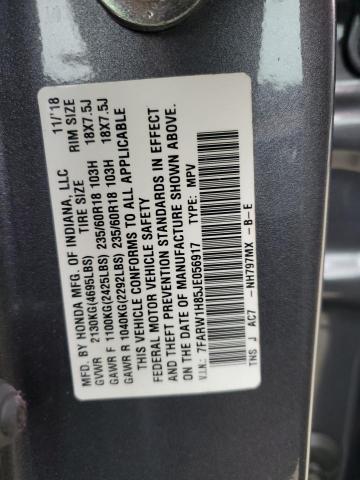 MFD. BY HONDA MFG. OF INDIANA, LLC 11/'18
TIRE SIZE RIM SIZE
GVWR 2130KG(4695LBS)
GAWR F 1100KG(2425LBS) 235/60R18 103H 18X7.5J
GAWR R 1040KG(2292LBS) 235/60R18 103H 18X7.5J
THIS VEHICLE CONFORMS TO ALL APPLICABLE
FEDERAL MOTOR VEHICLE SAFETY
AND THEFT PREVENTION STANDARDS IN EFFECT
ON THE DATE OF MANUFACTURE SHOWN ABOVE.
V.I.N.: 7FARW1H85JE056917 TYPE: MPV
TNS J AC7 -NH797MX -B-E